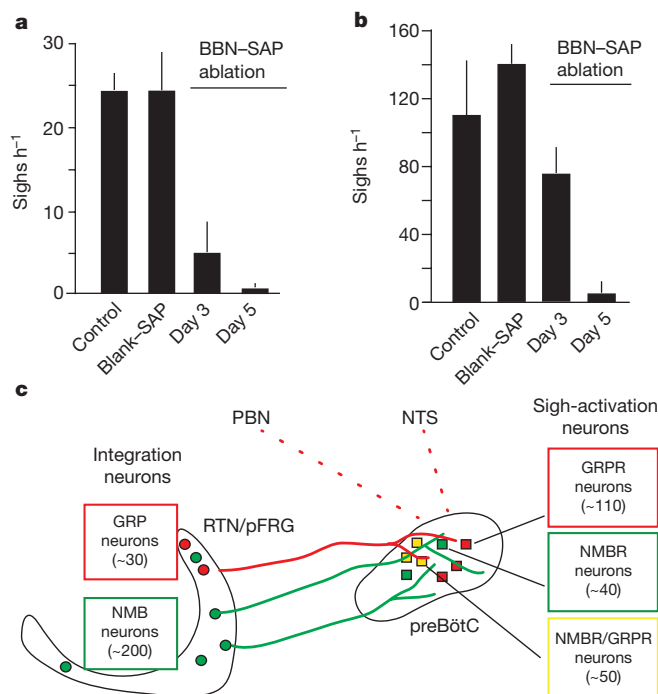 a
BBN–SAP
ablation
Sighs h⁻¹
30
20
10
0
Control
Blank–SAP
Day 3
Day 5
b
BBN–SAP
ablation
Sighs h⁻¹
160
120
80
40
0
Control
Blank–SAP
Day 3
Day 5
c
PBN
NTS
Integration
neurons
GRP
neurons
(~30)
NMB
neurons
(~200)
RTN/pFRG
preBötC
Sigh-activation
neurons
GRPR
neurons
(~110)
NMBR
neurons
(~40)
NMBR/GRPR
neurons
(~50)